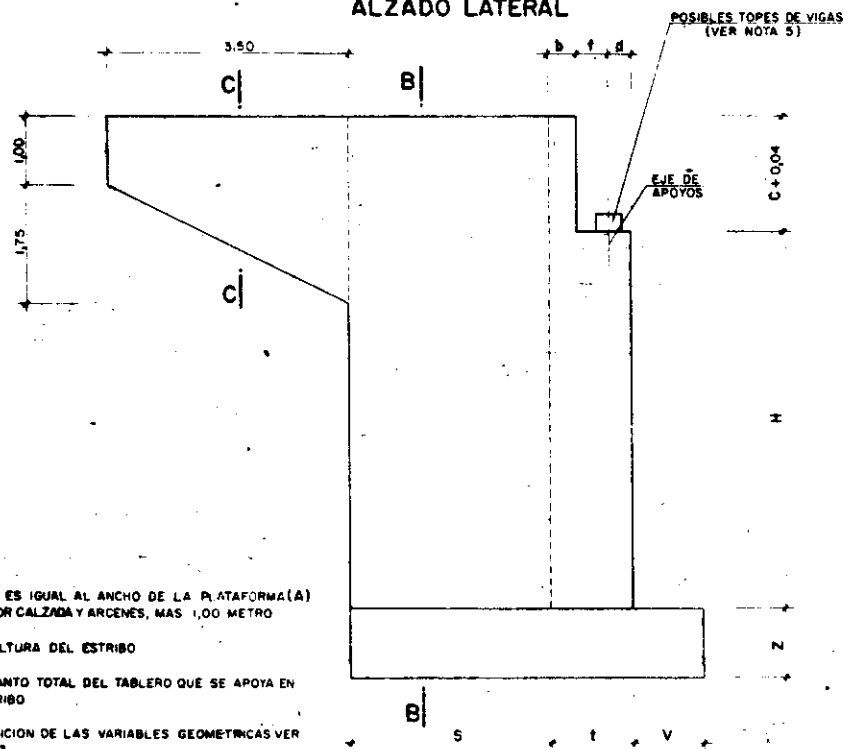 ALZADO LATERAL
POSIBLES TOPES DE VIGAS
(VER NOTA 5)
3,50
b f d
C B
1,00
C + 0,04
EJE DE
APOYOS
1,75
C
H
ES IGUAL AL ANCHO DE LA PLATAFORMA (A)
OR CALZADA Y ARCENES, MAS 1,00 METRO
LTURA DEL ESTRIBO
Z
ANTO TOTAL DEL TABLERO QUE SE APOYA EN
RIBO
B
NICION DE LAS VARIABLES GEOMETRICAS VER
S t V